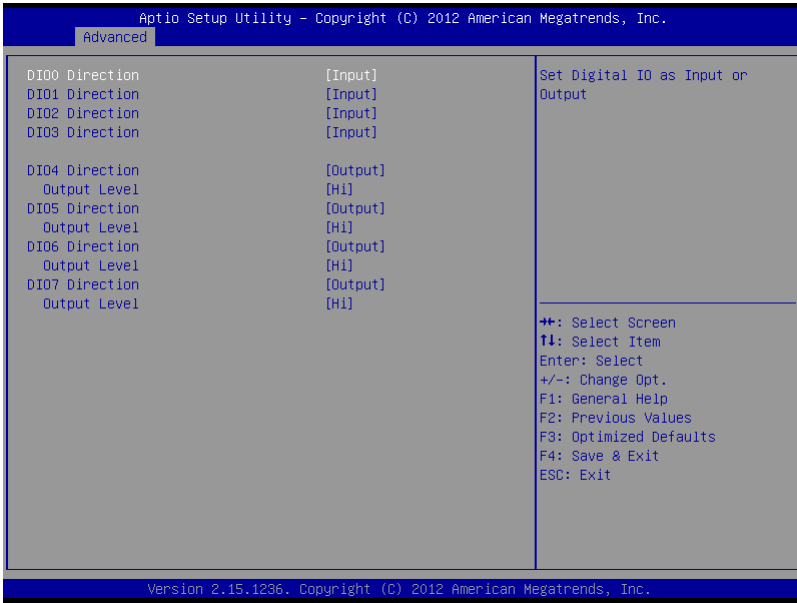 Aptio Setup Utility – Copyright (C) 2012 American Megatrends, Inc.
Advanced
DIO0 Direction [Input]
DIO1 Direction [Input]
DIO2 Direction [Input]
DIO3 Direction [Input]
DIO4 Direction [Output]
Output Level [Hi]
DIO5 Direction [Output]
Output Level [Hi]
DIO6 Direction [Output]
Output Level [Hi]
DIO7 Direction [Output]
Output Level [Hi]
Set Digital IO as Input or
Output
→←: Select Screen
↑↓: Select Item
Enter: Select
+/-: Change Opt.
F1: General Help
F2: Previous Values
F3: Optimized Defaults
F4: Save & Exit
ESC: Exit
Version 2.15.1236. Copyright (C) 2012 American Megatrends, Inc.